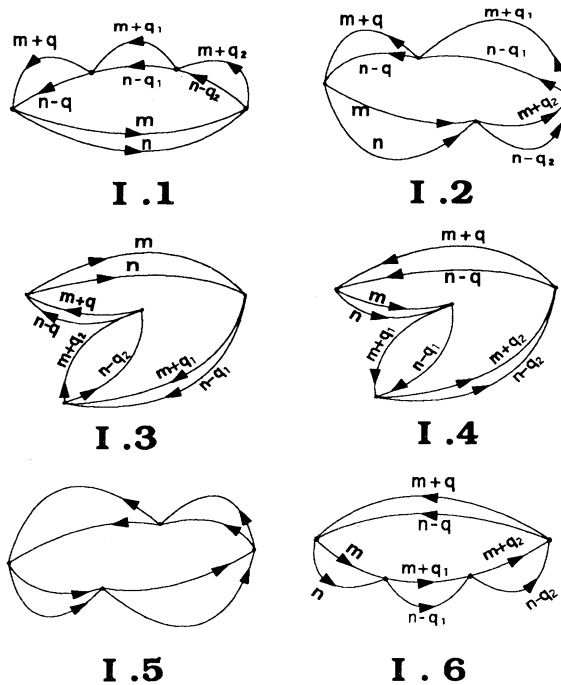 m+q m+q₁ m+q₂
n-q n-q₁ n-q₂
m
n
I.1
m+q m+q₁
n-q n-q₁
m m+q₂
n n-q₂
I.2
m
n
m+q
n-q
m+q₂ n-q₂ m+q₁ n-q₁
I.3
m+q
n-q
m
n
m+q₁ n-q₁ m+q₂ n-q₂
I.4
I.5
m+q
n-q
m m+q₁ m+q₂
n n-q₁ n-q₂
I.6